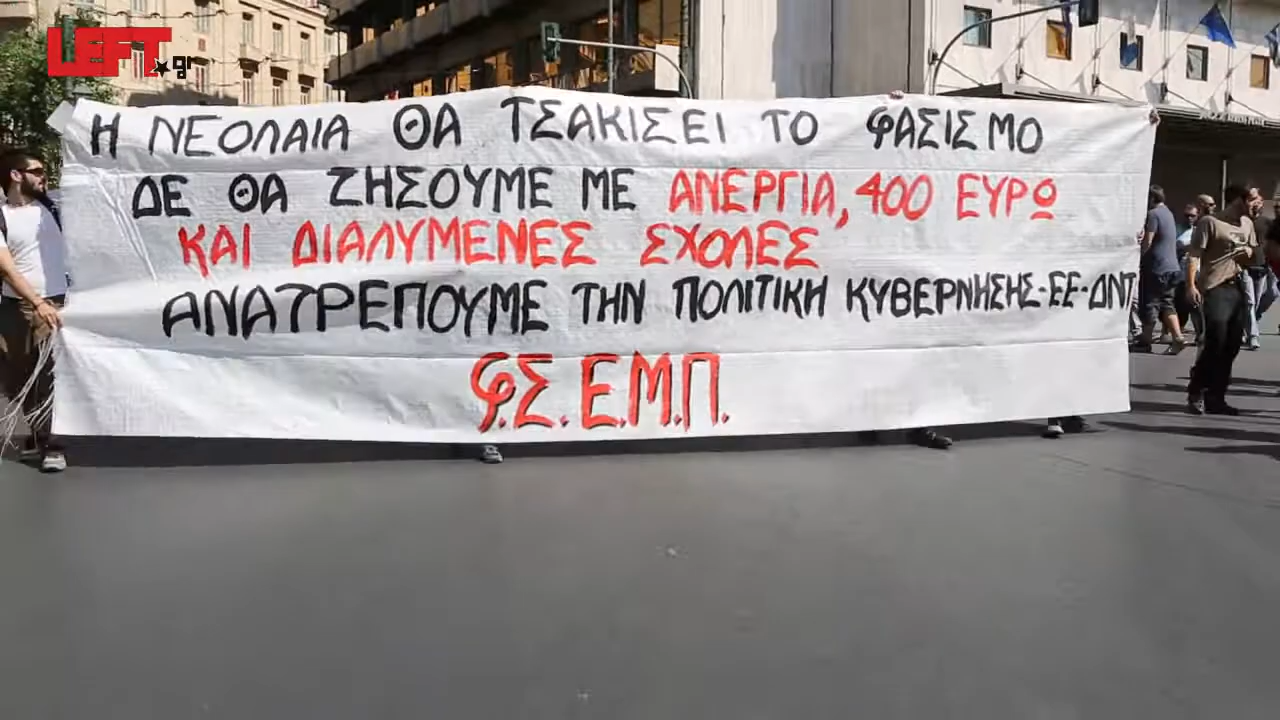 LEFT.gr
Η ΝΕΟΛΑΙΑ ΘΑ ΤΣΑΚΙΣΕΙ ΤΟ ΦΑΣΙΣΜΟ
ΔΕ ΘΑ ΖΗΣΟΥΜΕ ΜΕ ΑΝΕΡΓΙΑ, 400 ΕΥΡΩ
ΚΑΙ ΔΙΑΛΥΜΕΝΕΣ ΣΧΟΛΕΣ
ΑΝΑΤΡΕΠΟΥΜΕ ΤΗΝ ΠΟΛΙΤΙΚΗ ΚΥΒΕΡΝΗΣΗΣ-ΕΕ-ΔΝΤ
Φ.Σ. Ε.Μ.Π.